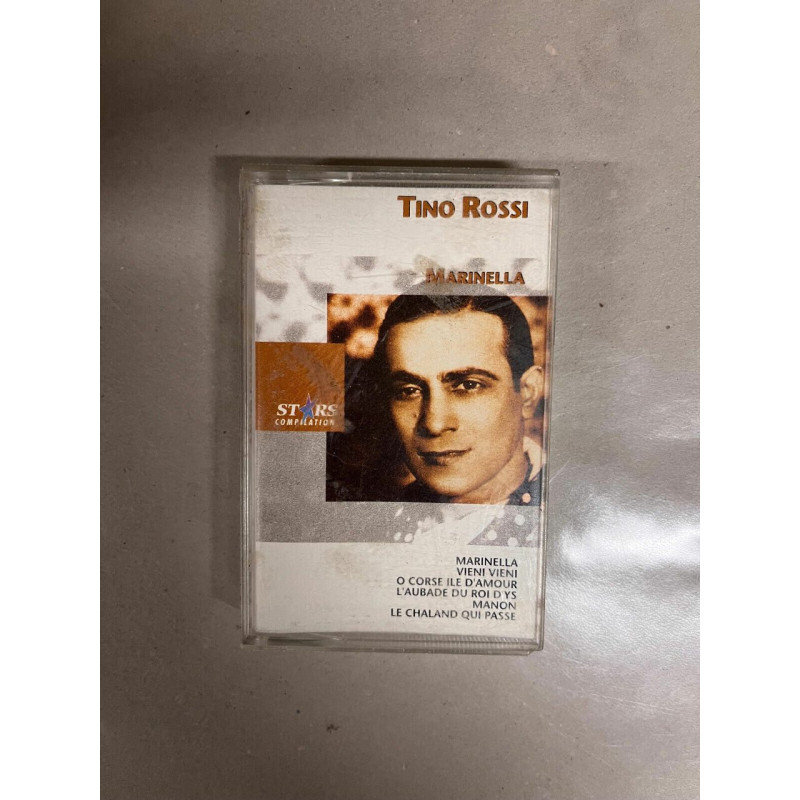 TINO ROSSI
MARINELLA
STARS
COMPILATION
MARINELLA
VIENI VIENI
O CORSE ILE D'AMOUR
L'AUBADE DU ROI D'YS
MANON
LE CHALAND QUI PASSE